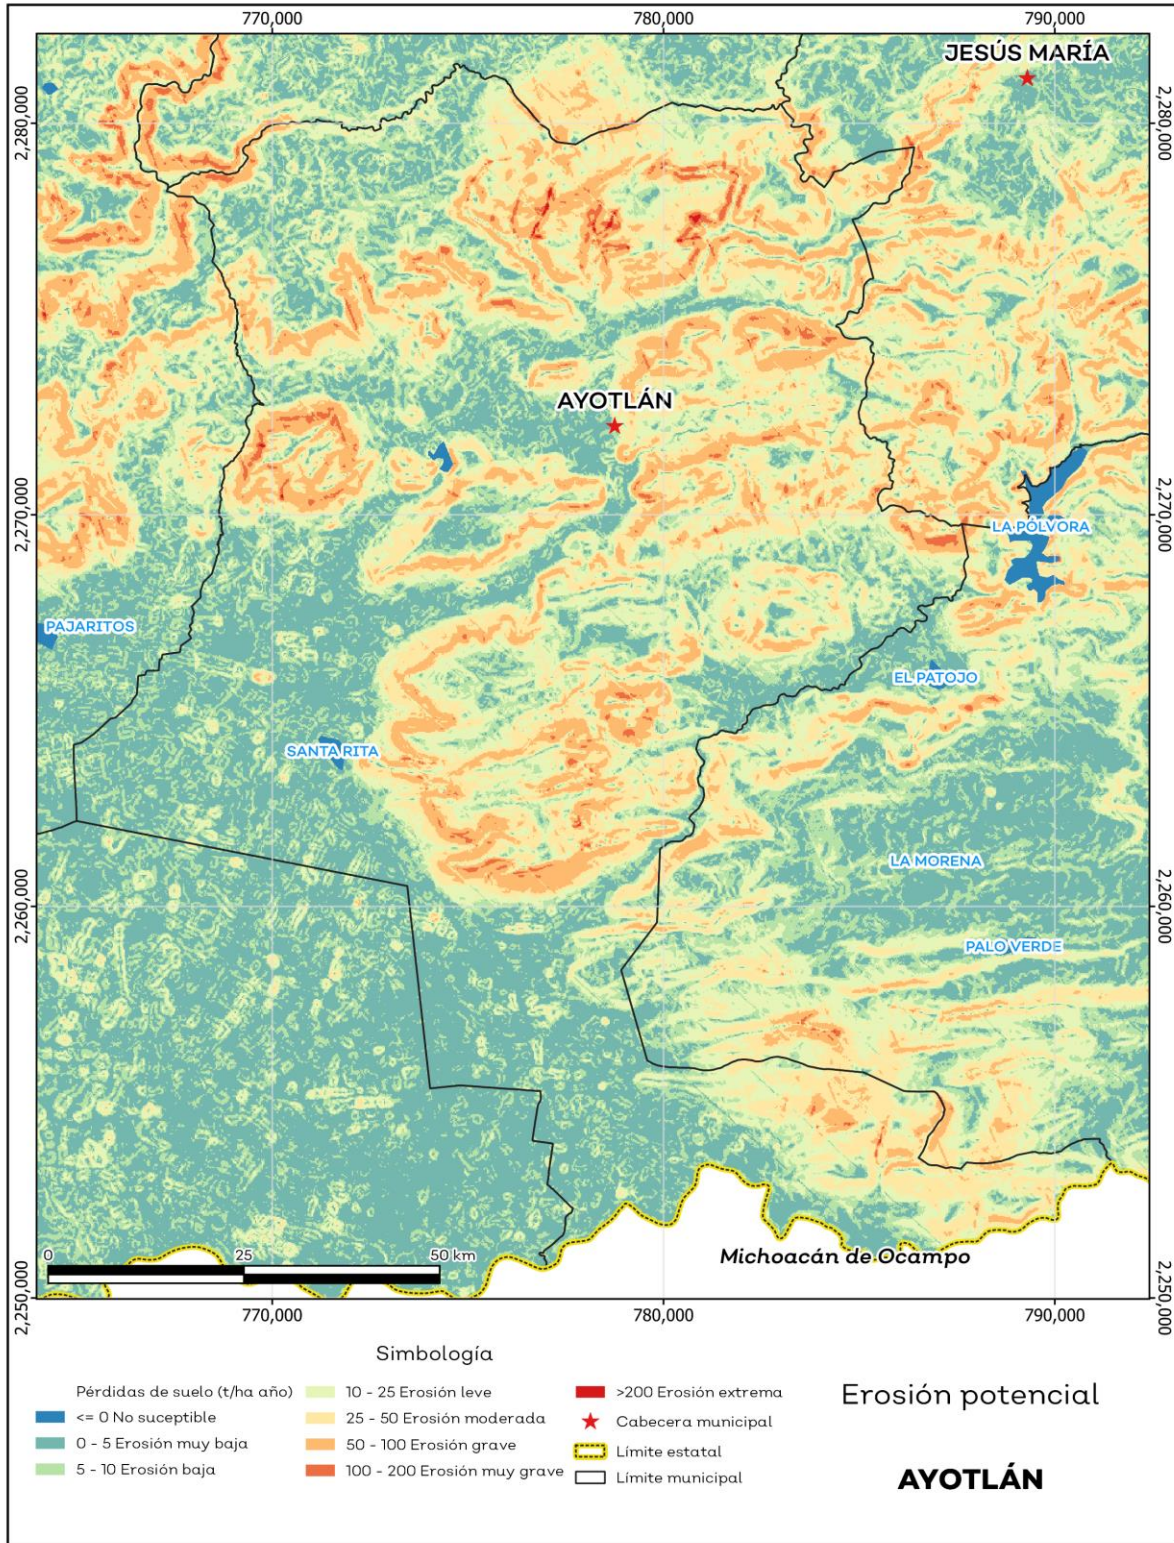 770,000
780,000
790,000
JESÚS MARÍA
2,280,000
2,280,000
AYOTLÁN
2,270,000
2,270,000
LA PÓLVORA
PAJARITOS
EL PATOJO
SANTA RITA
LA MORENA
2,260,000
2,260,000
PALO VERDE
Michoacán de Ocampo
0
25
50 km
2,250,000
2,250,000
770,000
780,000
790,000
Simbología
Pérdidas de suelo (t/ha año)
<= 0 No suceptible
0 - 5 Erosión muy baja
5 - 10 Erosión baja
10 - 25 Erosión leve
25 - 50 Erosión moderada
50 - 100 Erosión grave
100 - 200 Erosión muy grave
>200 Erosión extrema
Cabecera municipal
Límite estatal
Límite municipal
Erosión potencial
AYOTLÁN